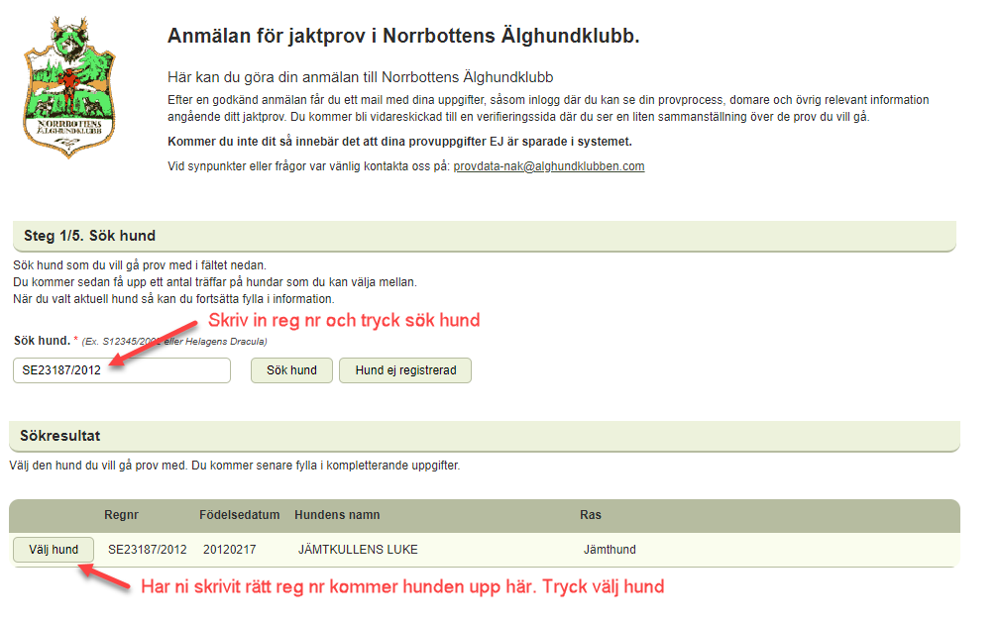 NORRBOTTENS
ÄLGHUNDKLUBB
Anmälan för jaktprov i Norrbottens Älghundklubb.
Här kan du göra din anmälan till Norrbottens Älghundklubb
Efter en godkänd anmälan får du ett mail med dina uppgifter, såsom inlogg där du kan se din provprocess, domare och övrig relevant information
angående ditt jaktprov. Du kommer bli vidareskickad till en verifieringssida där du ser en liten sammanställning över de prov du vill gå.
Kommer du inte dit så innebär det att dina provuppgifter EJ är sparade i systemet.
Vid synpunkter eller frågor var vänlig kontakta oss på: provdata-nak@alghundklubben.com
Steg 1/5. Sök hund
Sök hund som du vill gå prov med i fältet nedan.
Du kommer sedan få upp ett antal träffar på hundar som du kan välja mellan.
När du valt aktuell hund så kan du fortsätta fylla i information.
Skriv in reg nr och tryck sök hund
Sök hund. * (Ex. S12345/2002 eller Helagens Dracula)
SE23187/2012 Sök hund Hund ej registrerad
Sökresultat
Välj den hund du vill gå prov med. Du kommer senare fylla i kompletterande uppgifter.
Regnr Födelsedatum Hundens namn Ras
Välj hund SE23187/2012 20120217 JÄMTKULLENS LUKE Jämthund
Har ni skrivit rätt reg nr kommer hunden upp här. Tryck välj hund